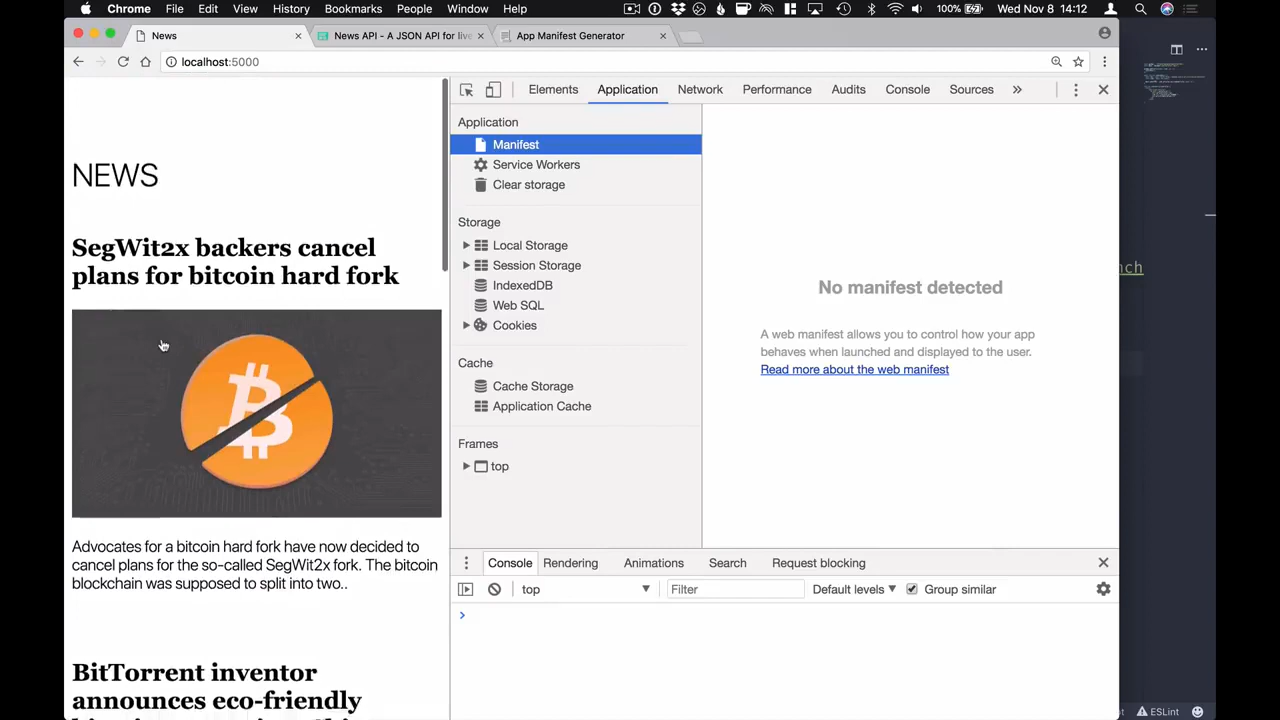 Chrome File Edit View History Bookmarks People Window Help 100% Wed Nov 8 14:12
News News API - A JSON API for live App Manifest Generator
localhost:5000
Elements Application Network Performance Audits Console Sources »
NEWS
SegWit2x backers cancel
plans for bitcoin hard fork
Advocates for a bitcoin hard fork have now decided to
cancel plans for the so-called SegWit2x fork. The bitcoin
blockchain was supposed to split into two..
BitTorrent inventor
announces eco-friendly
Application
Manifest
Service Workers
Clear storage
Storage
Local Storage
Session Storage
IndexedDB
Web SQL
Cookies
Cache
Cache Storage
Application Cache
Frames
top
No manifest detected
A web manifest allows you to control how your app
behaves when launched and displayed to the user.
Read more about the web manifest
Console Rendering Animations Search Request blocking
top Filter Default levels Group similar
>
nch
ESLint